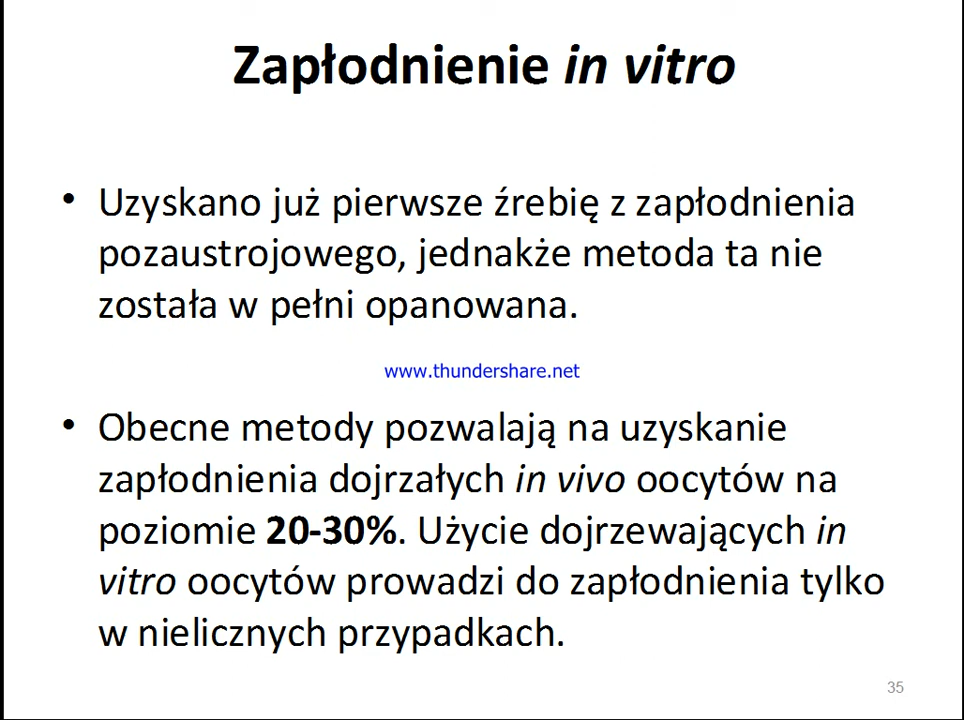 Zapłodnienie in vitro
• Uzyskano już pierwsze źrebię z zapłodnienia
pozaustrojowego, jednakże metoda ta nie
została w pełni opanowana.
www.thundershare.net
• Obecne metody pozwalają na uzyskanie
zapłodnienia dojrzałych in vivo oocytów na
poziomie 20-30%. Użycie dojrzewających in
vitro oocytów prowadzi do zapłodnienia tylko
w nielicznych przypadkach.
35